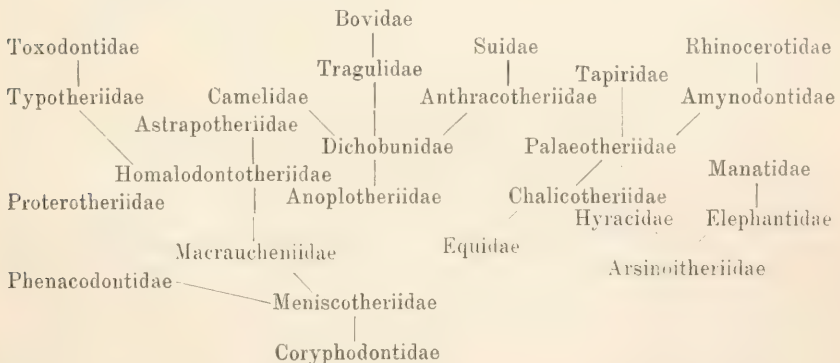 Bovidae
Toxodontidae Suidae Rhinocerotidae
Tragulidae Tapiridae
Typotheriidae Camelidae Anthracotheriidae Amynodontidae
Astrapotheriidae
Dichobunidae Palaeotheriidae
Homalodontotheriidae Manatidae
Proterotheriidae Anoplotheriidae Chalicotheriidae
Hyracidae Elephantidae
Macraucheniidae Equidae
Arsinoitheriidae
Phenacodontidae
Meniscotheriidae
Coryphodontidae